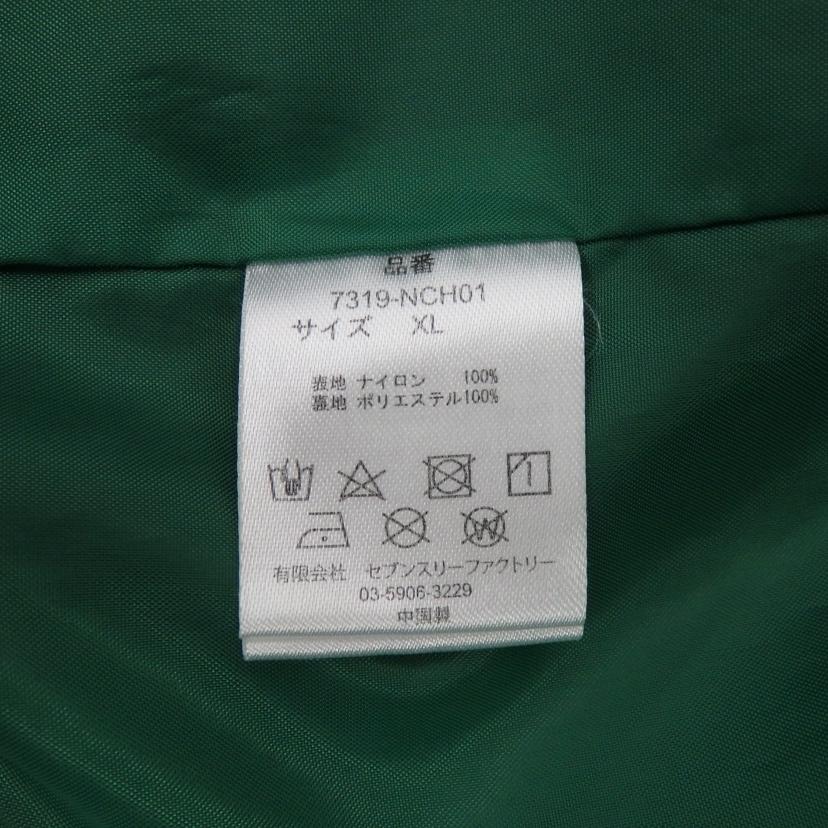 品番
7319-NCH01
サイズ XL
表地 ナイロン 100%
裏地 ポリエステル100%
W
有限会社 セブンスリーファクトリー
03-5906-3229
中国製